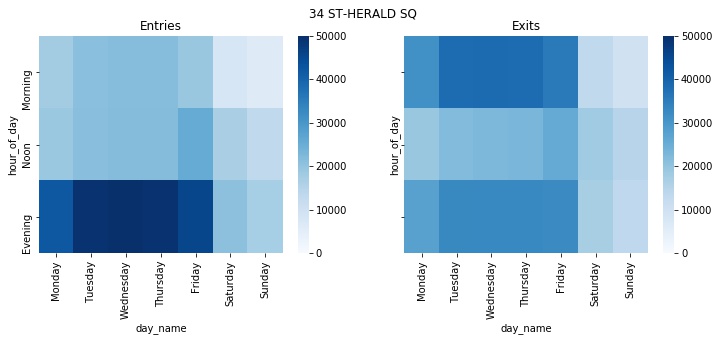 34 ST-HERALD SQ
Entries
Exits
hour_of_day
Morning
Noon
Evening
50000
40000
30000
20000
10000
0
Monday
Tuesday
Wednesday
Thursday
Friday
Saturday
Sunday
day_name
hour_of_day
50000
40000
30000
20000
10000
0
Monday
Tuesday
Wednesday
Thursday
Friday
Saturday
Sunday
day_name